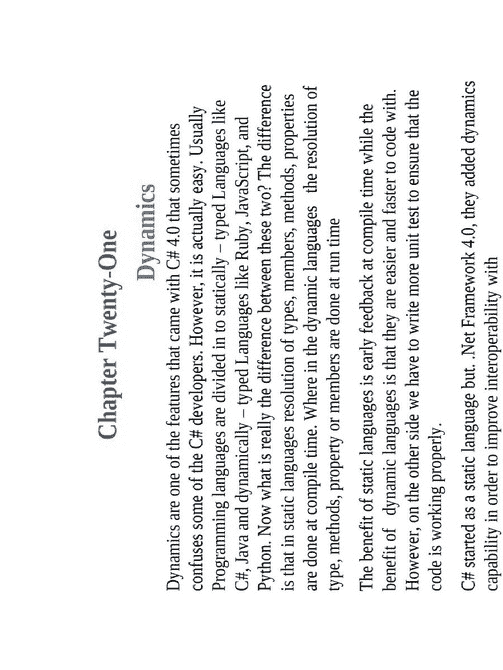 Chapter Twenty-One
Dynamics
Dynamics are one of the features that came with C# 4.0 that sometimes
confuses some of the C# developers. However, it is actually easy. Usually
Programming languages are divided in to statically – typed Languages like
C#, Java and dynamically – typed Languages like Ruby, JavaScript, and
Python. Now what is really the difference between these two? The difference
is that in static languages resolution of types, members, methods, properties
are done at compile time. Where in the dynamic languages the resolution of
type, methods, property or members are done at run time
The benefit of static languages is early feedback at compile time while the
benefit of dynamic languages is that they are easier and faster to code with.
However, on the other side we have to write more unit test to ensure that the
code is working properly.
C# started as a static language but. .Net Framework 4.0, they added dynamics
capability in order to improve interoperability with